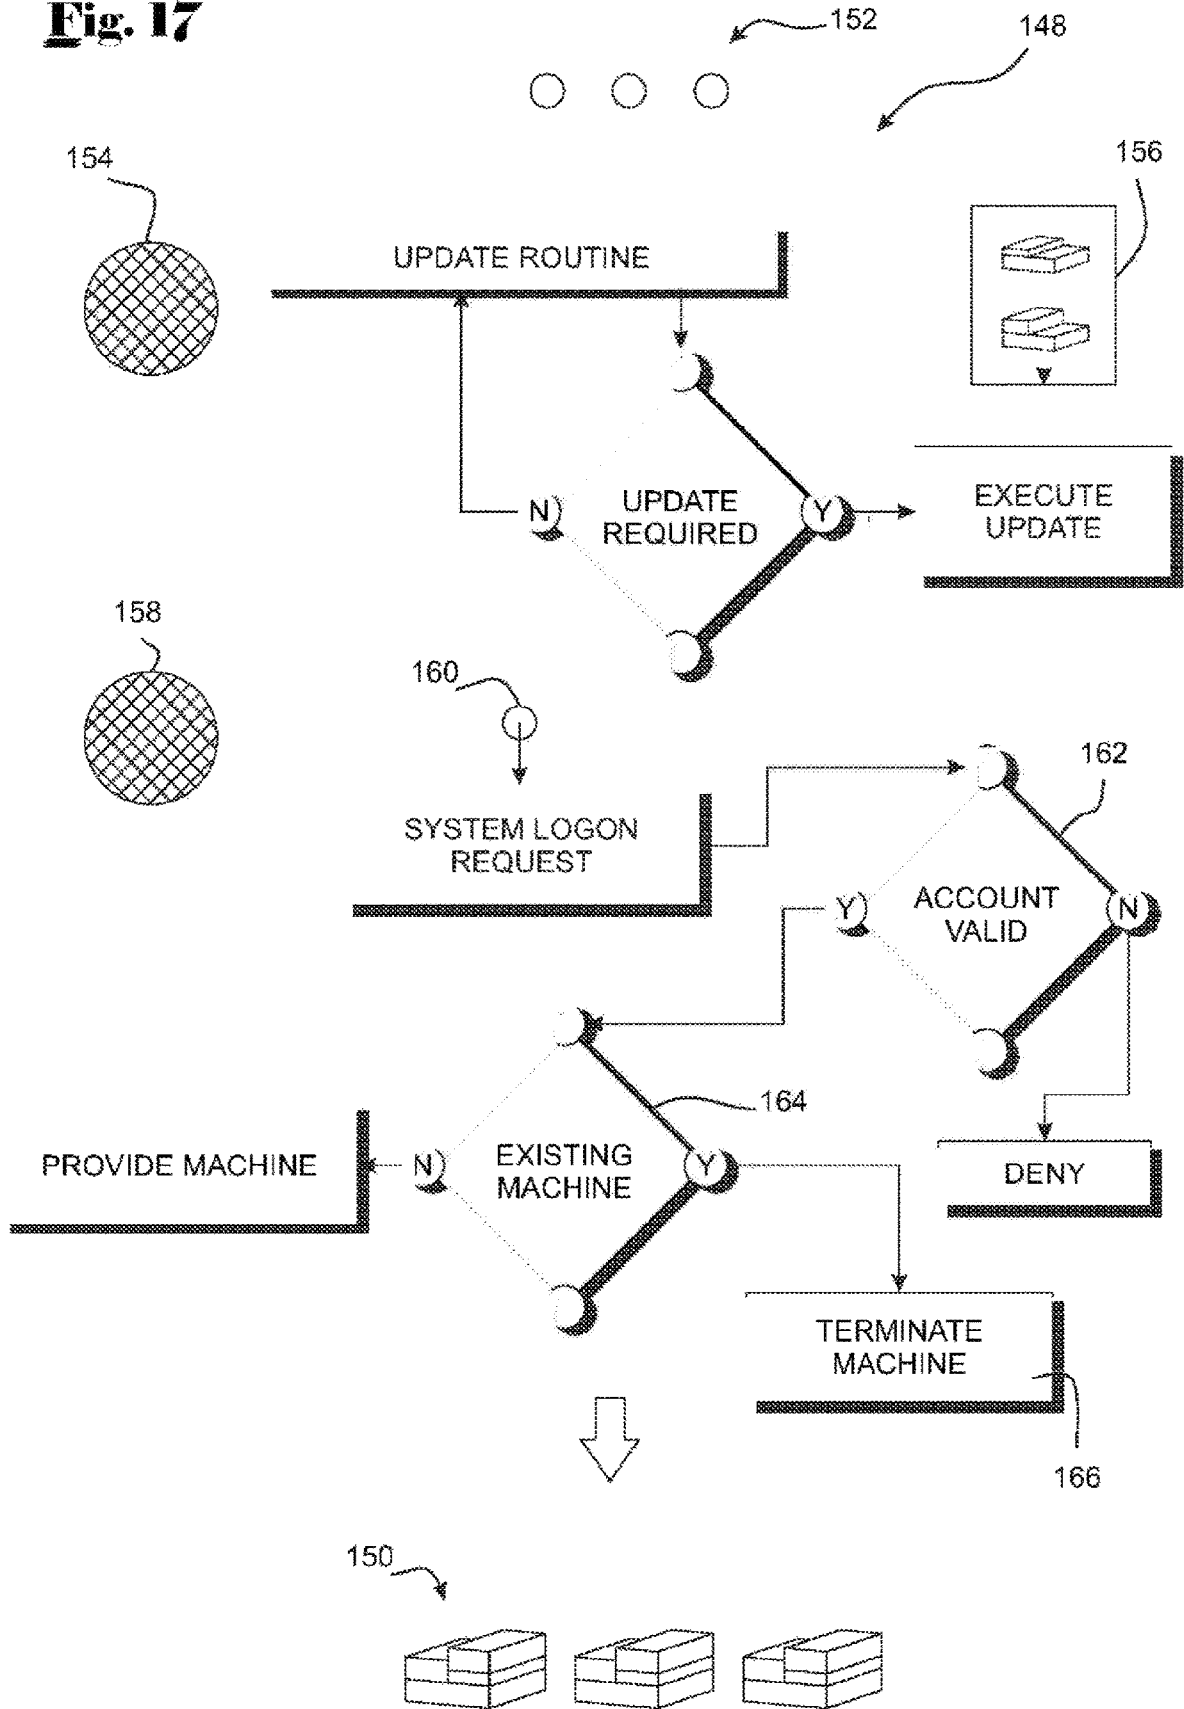 Fig. 17
152
148
154
156
UPDATE ROUTINE
N
UPDATE
REQUIRED
Y
EXECUTE
UPDATE
158
160
162
SYSTEM LOGON
REQUEST
Y
ACCOUNT
VALID
N
164
PROVIDE MACHINE
N
EXISTING
MACHINE
Y
DENY
TERMINATE
MACHINE
166
150